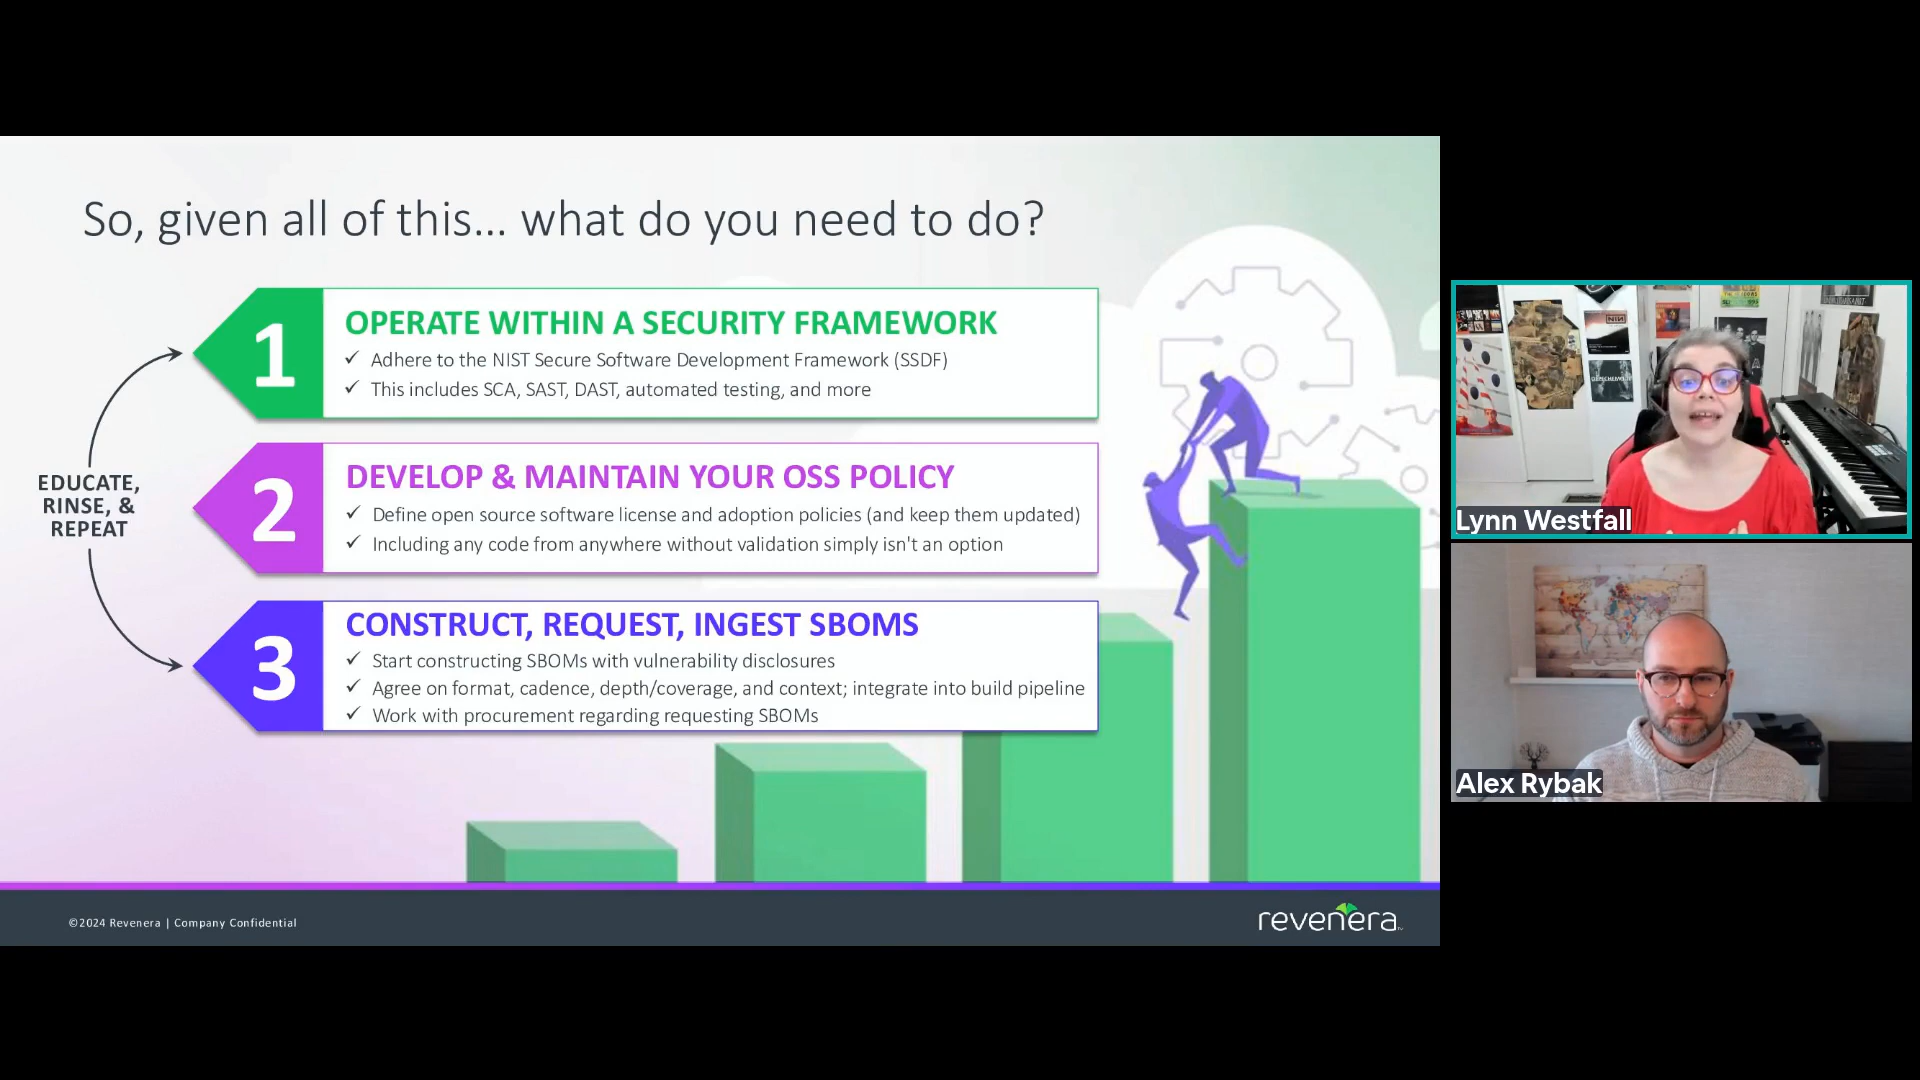 So, given all of this... what do you need to do?
1
OPERATE WITHIN A SECURITY FRAMEWORK
✓ Adhere to the NIST Secure Software Development Framework (SSDF)
✓ This includes SCA, SAST, DAST, automated testing, and more
EDUCATE,
RINSE, &
REPEAT
2
DEVELOP & MAINTAIN YOUR OSS POLICY
✓ Define open source software license and adoption policies (and keep them updated)
✓ Including any code from anywhere without validation simply isn't an option
3
CONSTRUCT, REQUEST, INGEST SBOMS
✓ Start constructing SBOMs with vulnerability disclosures
✓ Agree on format, cadence, depth/coverage, and context; integrate into build pipeline
✓ Work with procurement regarding requesting SBOMs
©2024 Revenera | Company Confidential
revenera
DEPECHE MODE
Lynn Westfall
Alex Rybak